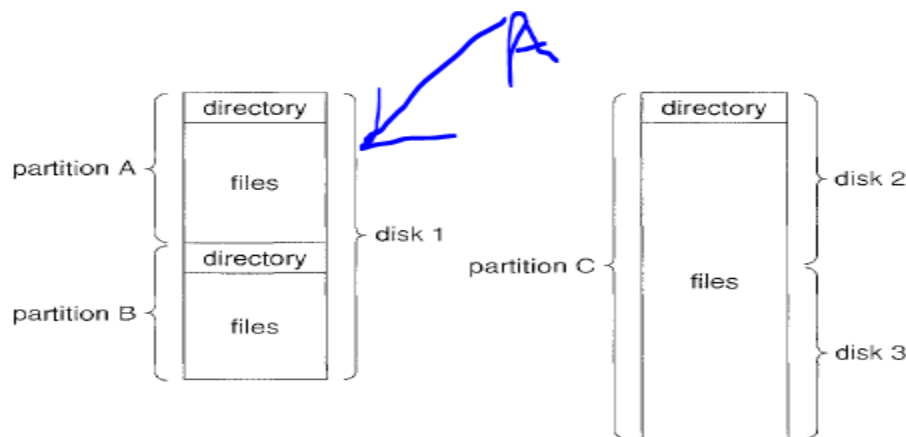 A
directory
partition A
files
disk 1
directory
partition B
files
directory
disk 2
partition C
files
disk 3